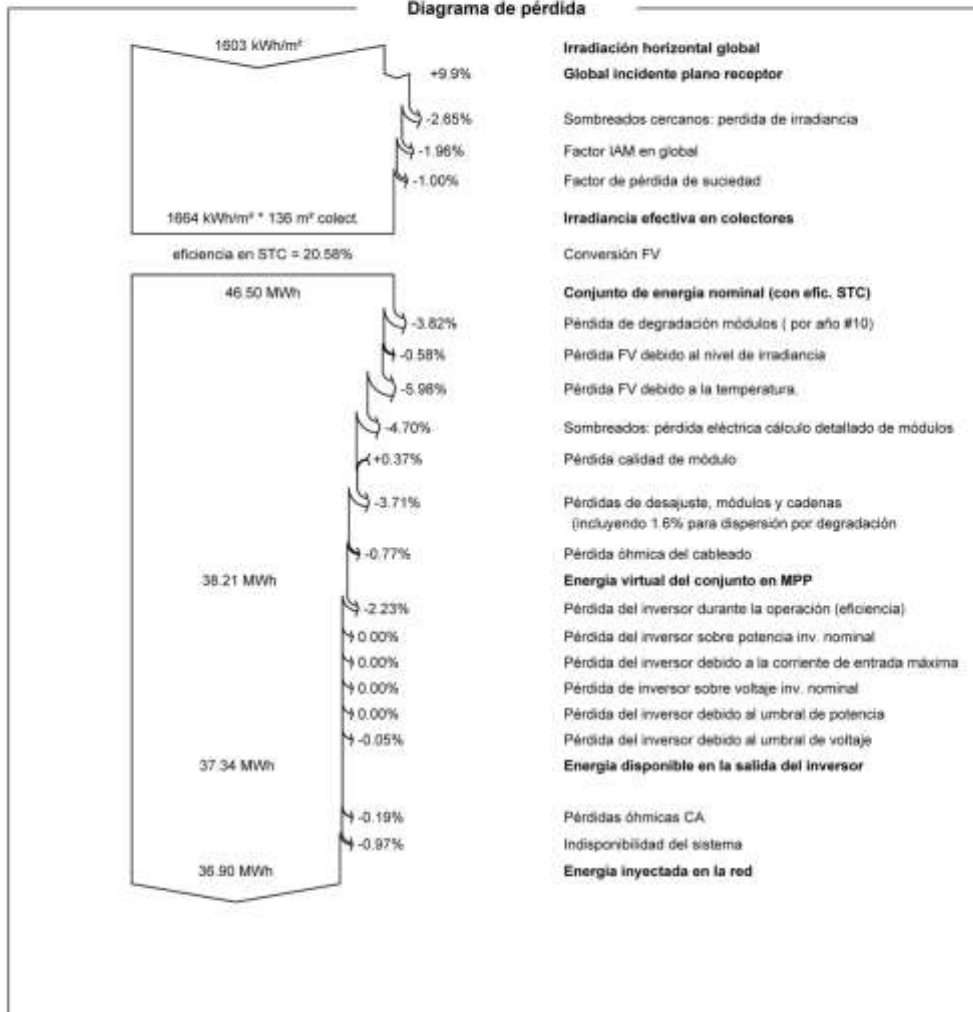 Diagrama de pérdida
1603 kWh/m² Irradiación horizontal global
+9.9% Global incidente plano receptor
-2.65% Sombreados cercanos: perdida de irradiancia
-1.96% Factor IAM en global
-1.00% Factor de pérdida de suciedad
1664 kWh/m² * 136 m² colect. Irradiancia efectiva en colectores
eficiencia en STC = 20.58% Conversión FV
46.50 MWh Conjunto de energía nominal (con efic. STC)
-3.82% Pérdida de degradación módulos ( por año #10)
-0.58% Pérdida FV debido al nivel de irradiancia
-5.98% Pérdida FV debido a la temperatura.
-4.70% Sombreados: pérdida eléctrica cálculo detallado de módulos
+0.37% Pérdida calidad de módulo
-3.71% Pérdidas de desajuste, módulos y cadenas
(incluyendo 1.6% para dispersión por degradación
-0.77% Pérdida óhmica del cableado
38.21 MWh Energía virtual del conjunto en MPP
-2.23% Pérdida del inversor durante la operación (eficiencia)
0.00% Pérdida del inversor sobre potencia inv. nominal
0.00% Pérdida del inversor debido a la corriente de entrada máxima
0.00% Pérdida de inversor sobre voltaje inv. nominal
0.00% Pérdida del inversor debido al umbral de potencia
-0.05% Pérdida del inversor debido al umbral de voltaje
37.34 MWh Energía disponible en la salida del inversor
-0.19% Pérdidas óhmicas CA
-0.97% Indisponibilidad del sistema
36.90 MWh Energía inyectada en la red